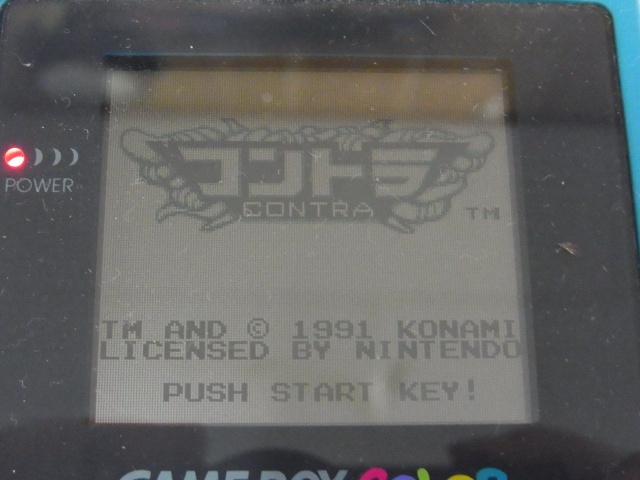 コントラ
CONTRA
TM
POWER
TM AND © 1991 KONAMI
LICENSED BY NINTENDO
PUSH START KEY!
GAME BOY COLOR